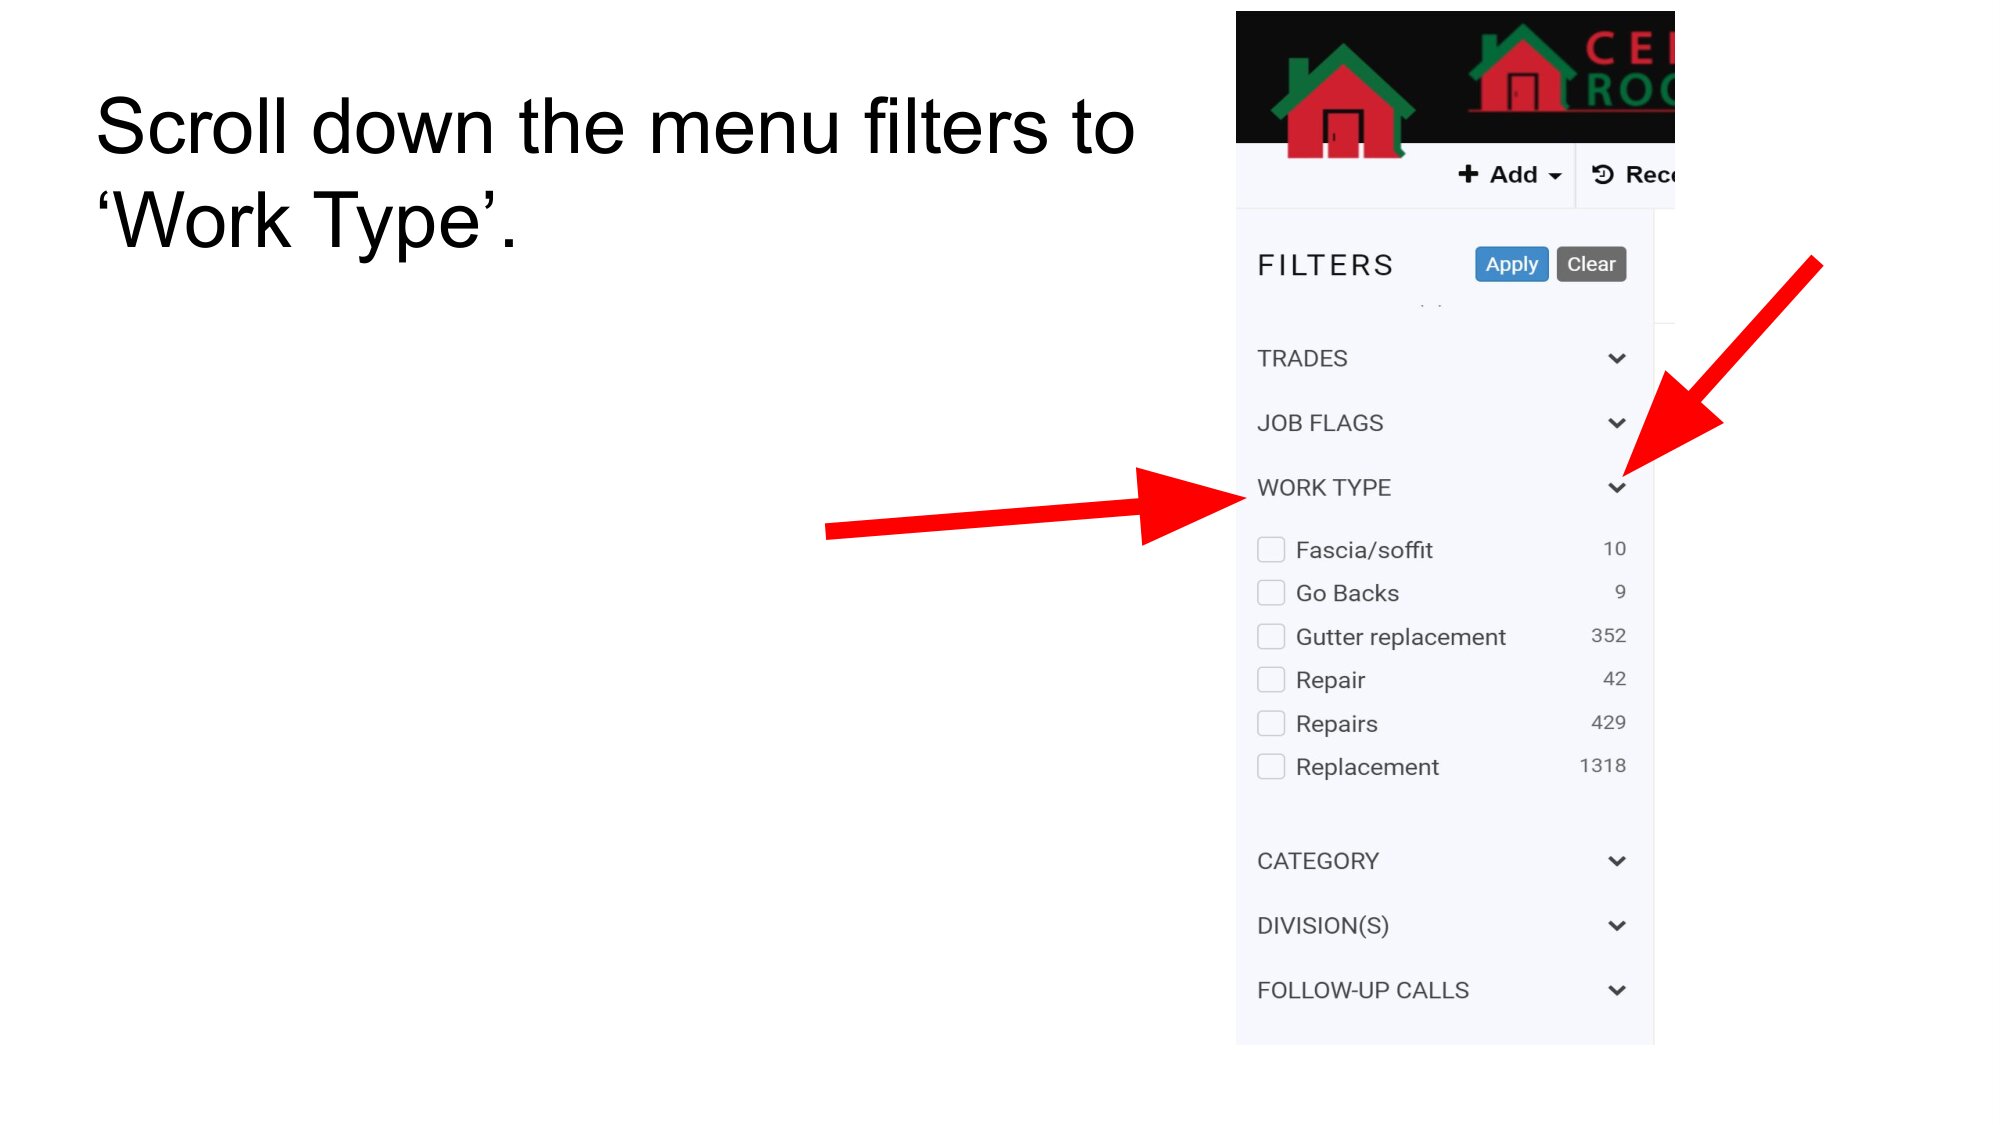 Scroll down the menu filters to
‘Work Type’.
CE
ROO
+ Add
Rec
FILTERS
Apply
Clear
TRADES
JOB FLAGS
WORK TYPE
Fascia/soffit 10
Go Backs 9
Gutter replacement 352
Repair 42
Repairs 429
Replacement 1318
CATEGORY
DIVISION(S)
FOLLOW-UP CALLS